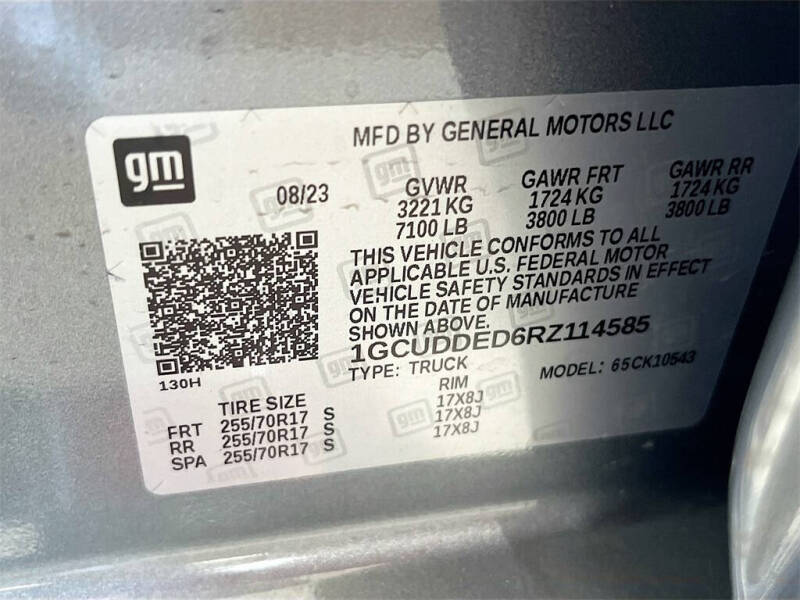 MFD BY GENERAL MOTORS LLC
gm
08/23
GVWR GAWR FRT GAWR RR
3221 KG 1724 KG 1724 KG
7100 LB 3800 LB 3800 LB
THIS VEHICLE CONFORMS TO ALL
APPLICABLE U.S. FEDERAL MOTOR
VEHICLE SAFETY STANDARDS IN EFFECT
ON THE DATE OF MANUFACTURE
SHOWN ABOVE.
1GCUDDED6RZ114585
TYPE: TRUCK MODEL: 65CK10543
130H
TIRE SIZE RIM
FRT 255/70R17 S 17X8J
RR 255/70R17 S 17X8J
SPA 255/70R17 S 17X8J